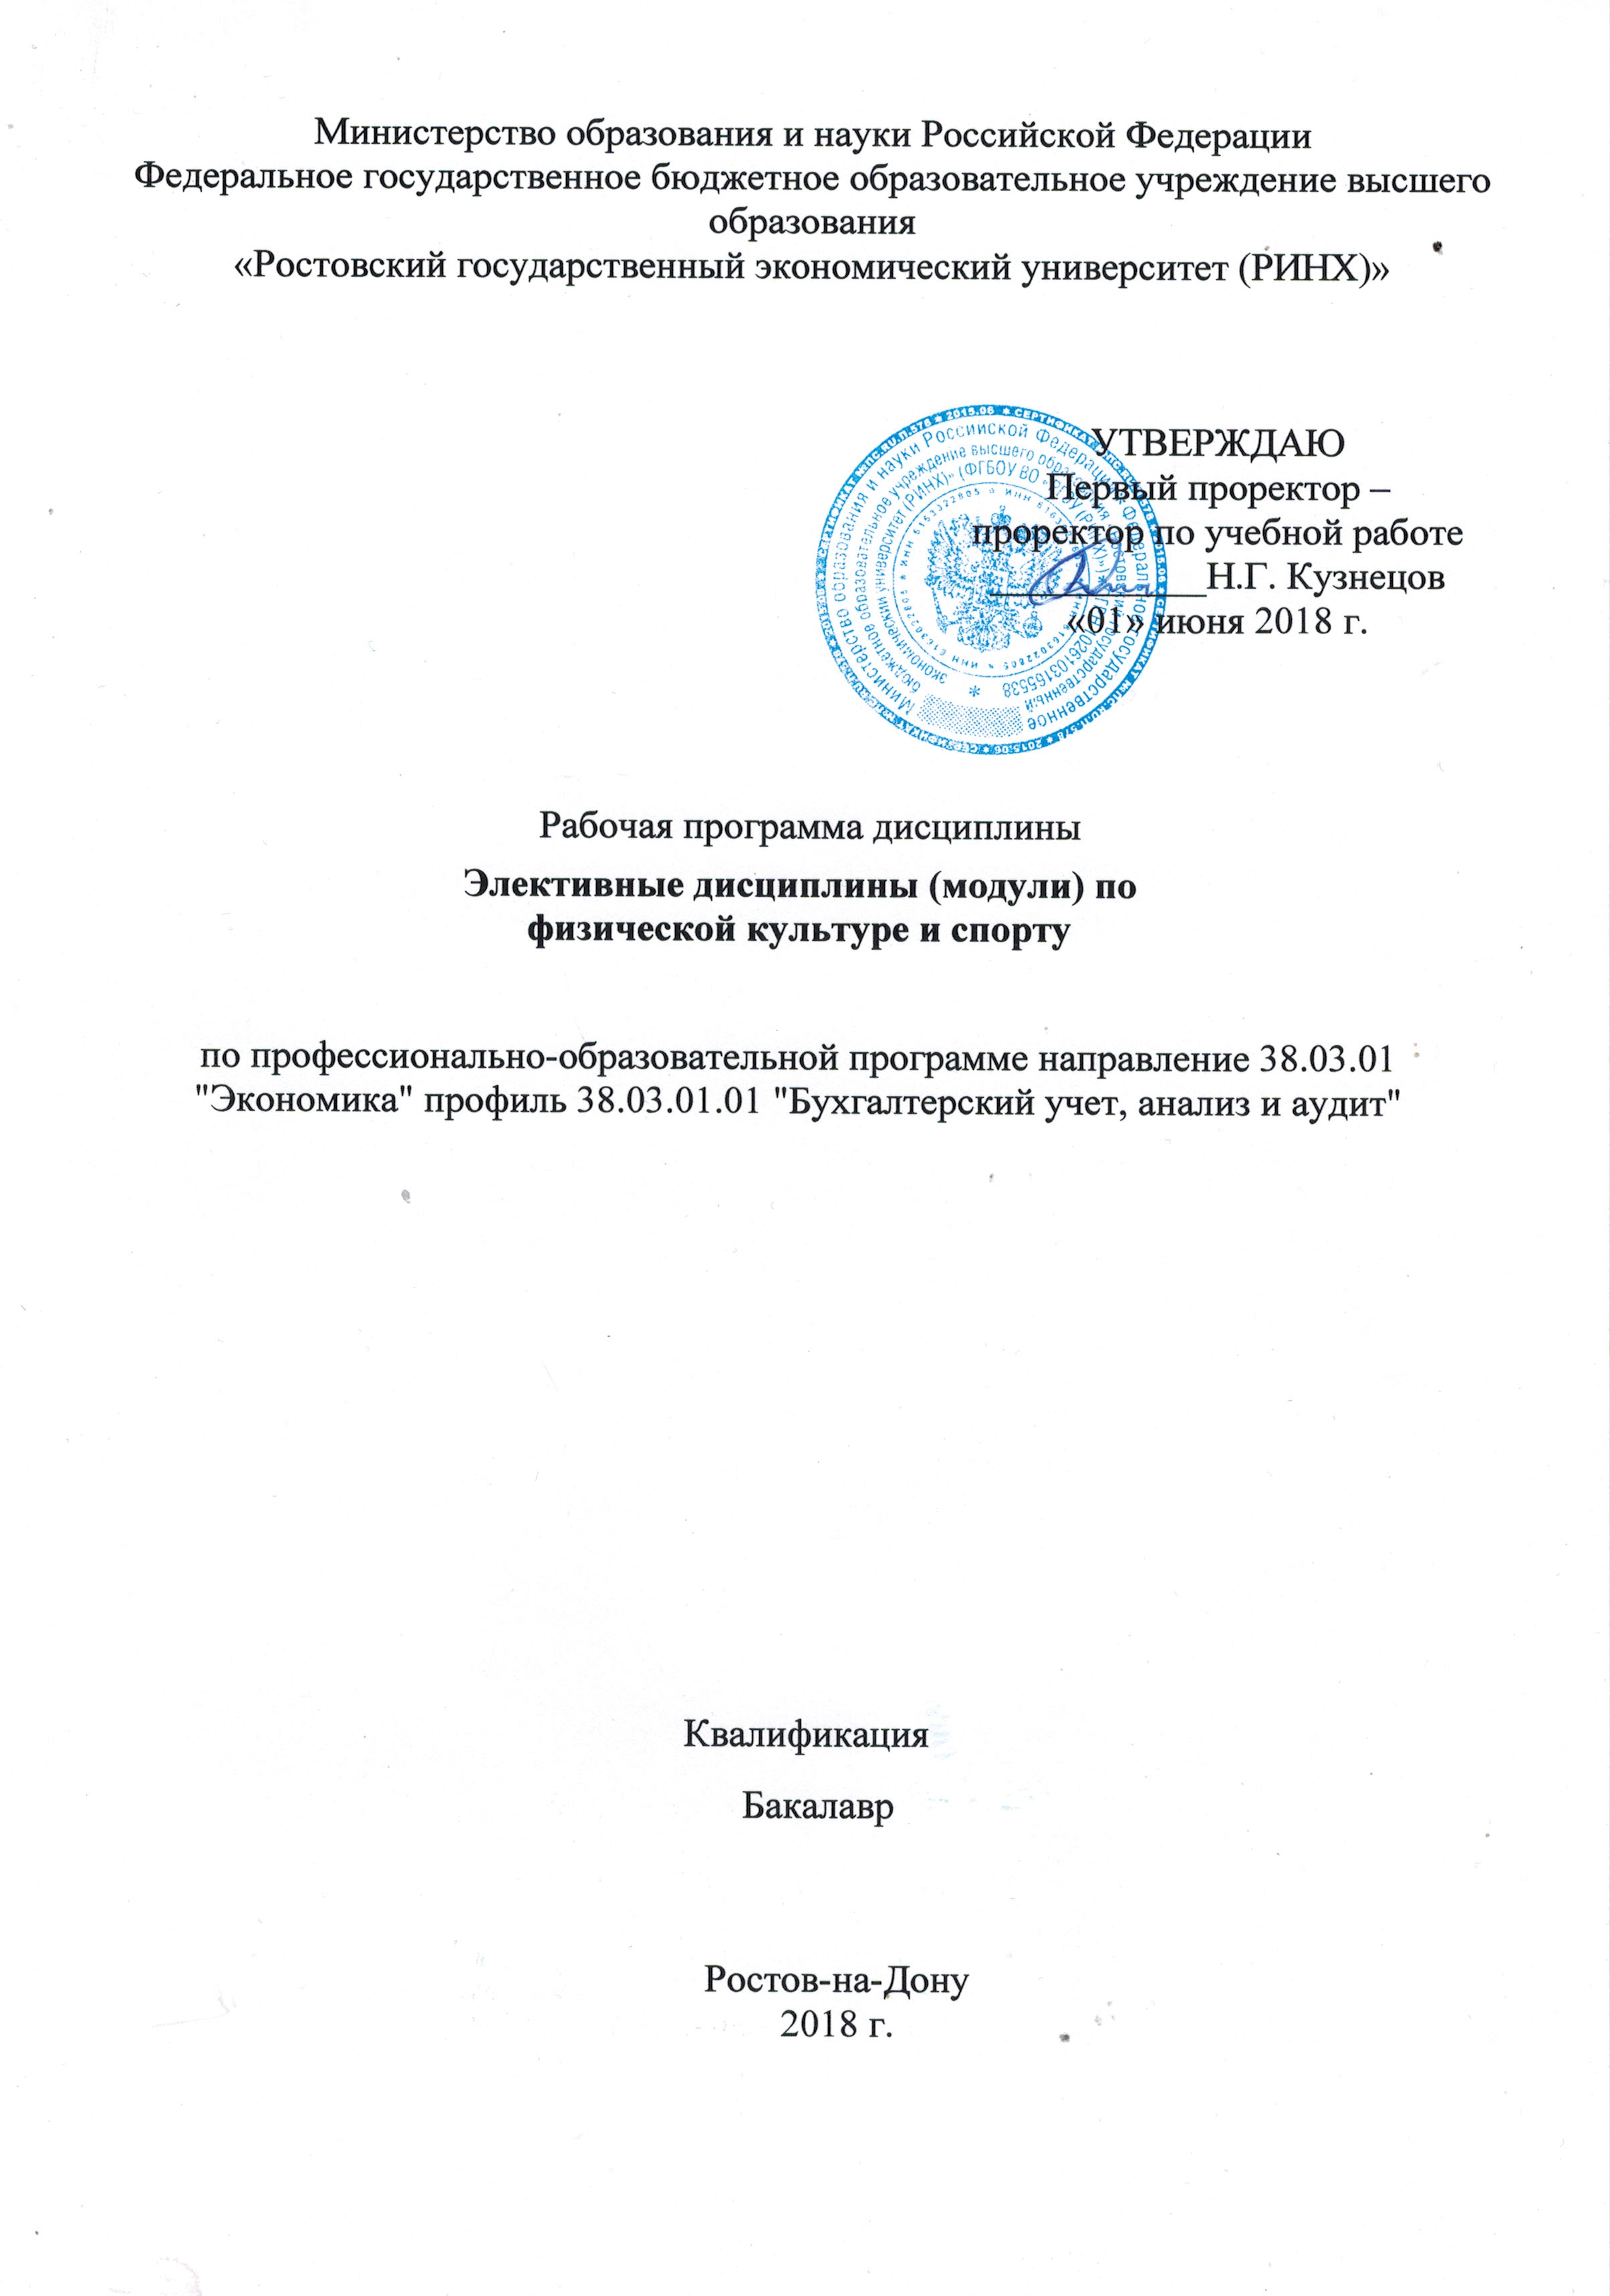 Министерство образования и науки Российской Федерации
Федеральное государственное бюджетное образовательное учреждение высшего
образования
«Ростовский государственный экономический университет (РИНХ)»
УТВЕРЖДАЮ
Первый проректор –
проректор по учебной работе
Н.Г. Кузнецов
«01» июня 2018 г.
Рабочая программа дисциплины
Элективные дисциплины (модули) по
физической культуре и спорту
по профессионально-образовательной программе направление 38.03.01
"Экономика" профиль 38.03.01.01 "Бухгалтерский учет, анализ и аудит"
Квалификация
Бакалавр
Ростов-на-Дону
2018 г.